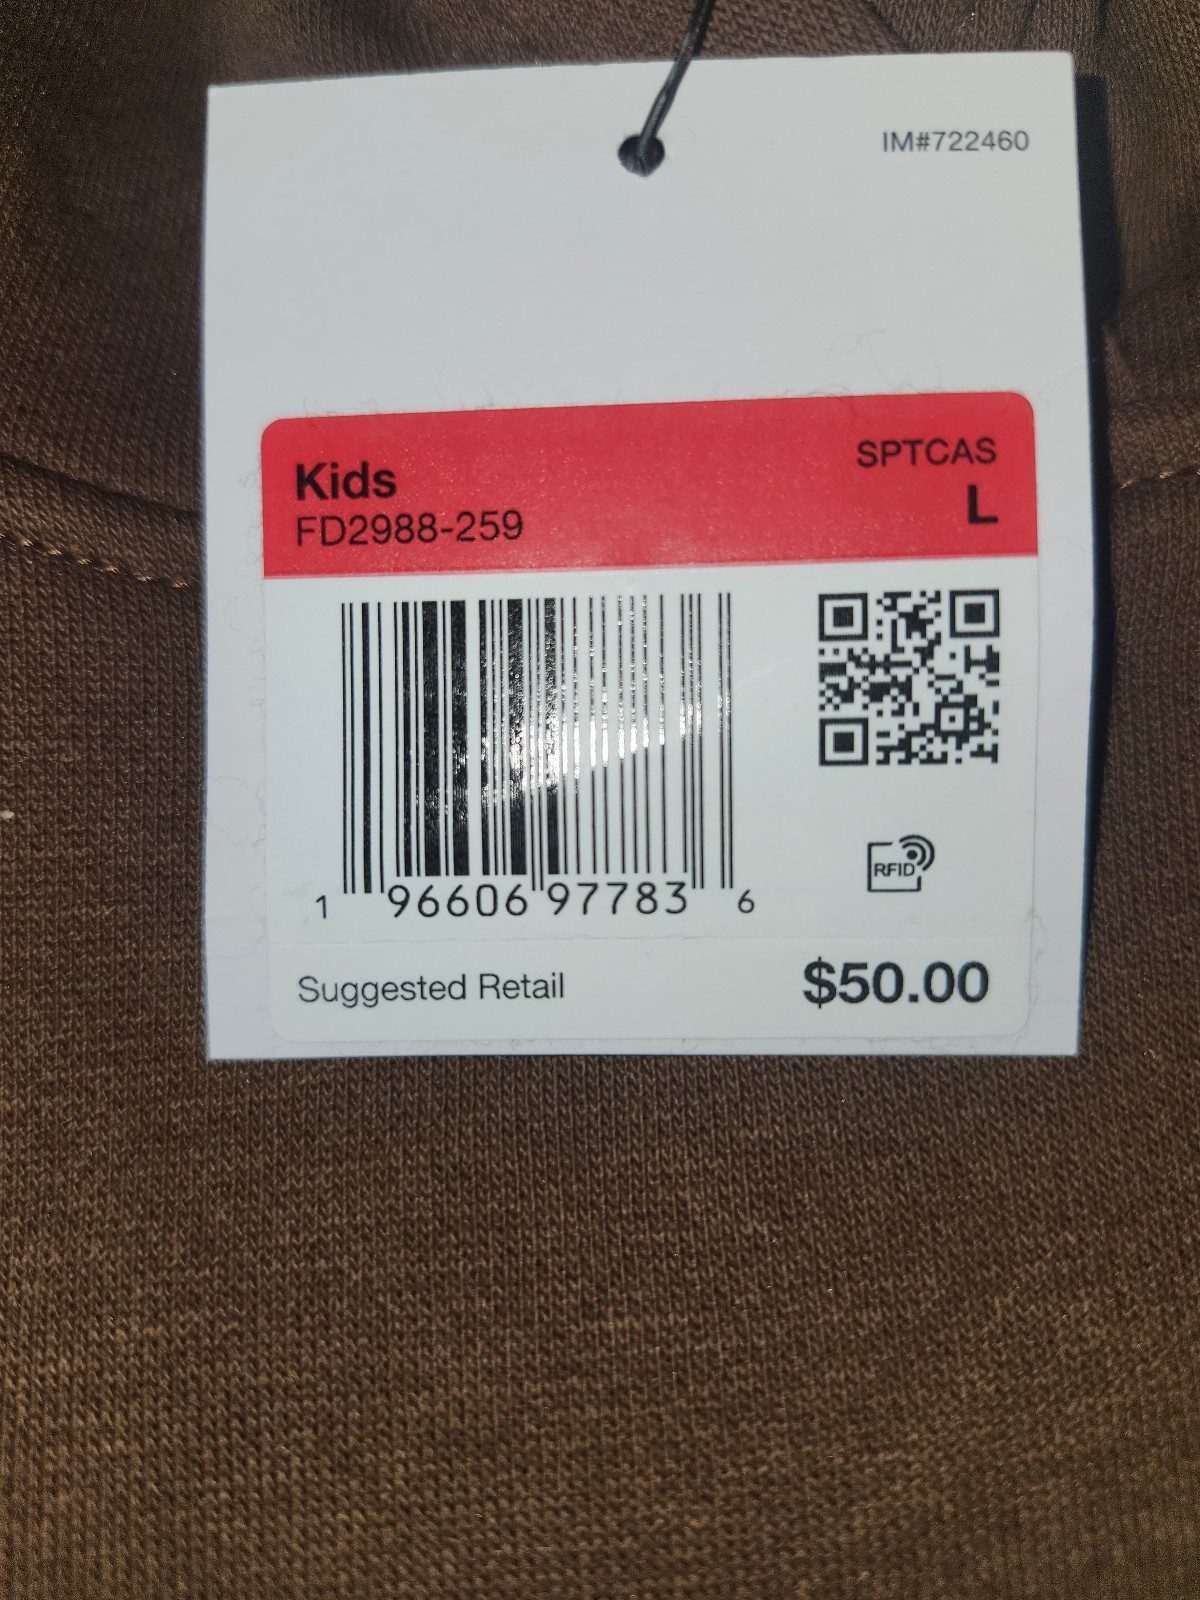 IM#722460
Kids
SPTCAS
FD2988-259
L
1 96606 97783 6
RFID
Suggested Retail
$50.00